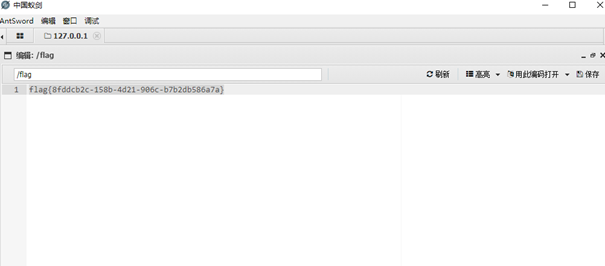 中国蚁剑
AntSword 编辑 窗口 调试
127.0.0.1
编辑: /flag
/flag
刷新 高亮 用此编码打开 保存
1 flag{8fddcb2c-158b-4d21-906c-b7b2db586a7a}